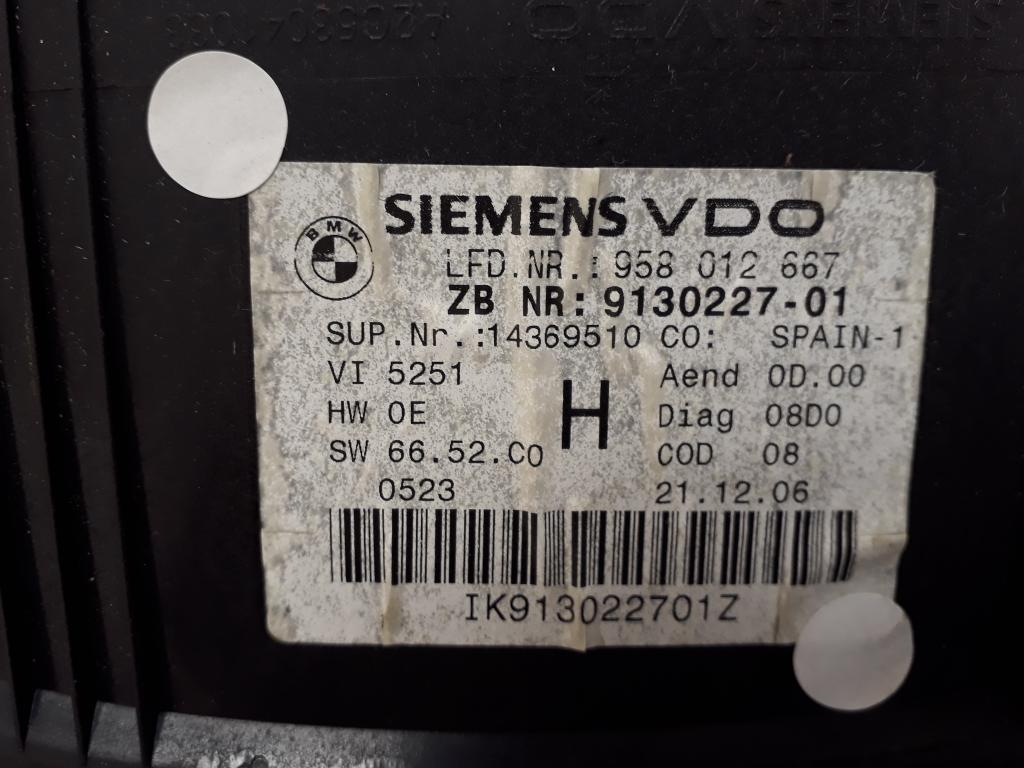 SIEMENS VDO
BMW
SIEMENS VDO
LFD.NR.: 958 012 667
ZB NR: 9130227-01
SUP.Nr.:14369510 CO: SPAIN-1
VI 5251 Aend 0D.00
HW 0E H Diag 08D0
SW 66.52.C0 COD 08
0523 21.12.06
IK913022701Z